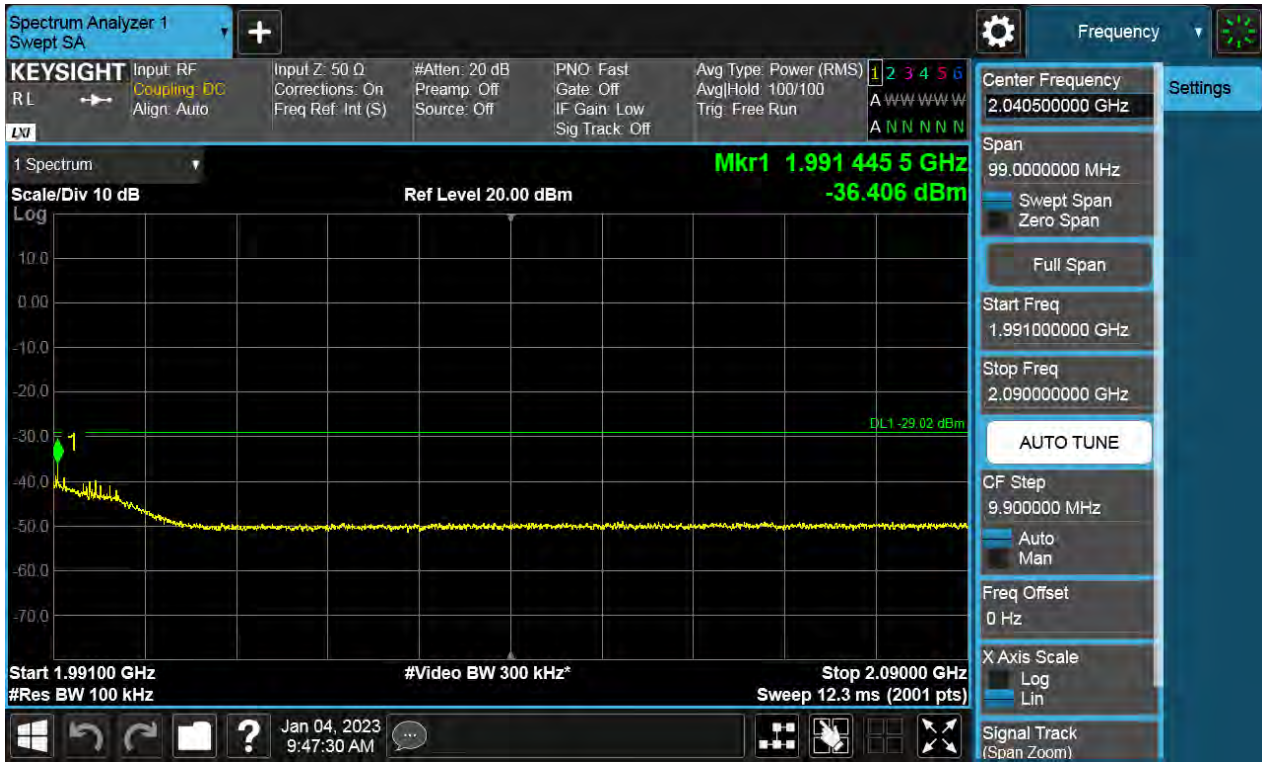 Spectrum Analyzer 1
Swept SA
+
Frequency
KEYSIGHT
RL
LXI
Input: RF
Coupling: DC
Align: Auto
Input Z: 50 Ω
Corrections: On
Freq Ref: Int (S)
#Atten: 20 dB
Preamp: Off
Source: Off
PNO: Fast
Gate: Off
IF Gain: Low
Sig Track: Off
Avg Type: Power (RMS)
Avg|Hold: 100/100
Trig: Free Run
1 2 3 4 5 6
A W W W W W
A N N N N N
Settings
1 Spectrum
Mkr1 1.991 445 5 GHz
-36.406 dBm
Scale/Div 10 dB
Ref Level 20.00 dBm
Log
10.0
0.00
-10.0
-20.0
-30.0
-40.0
-50.0
-60.0
-70.0
DL1 -29.02 dBm
1
Start 1.99100 GHz
#Video BW 300 kHz*
Stop 2.09000 GHz
#Res BW 100 kHz
Sweep 12.3 ms (2001 pts)
Center Frequency
2.040500000 GHz
Span
99.0000000 MHz
Swept Span
Zero Span
Full Span
Start Freq
1.991000000 GHz
Stop Freq
2.090000000 GHz
AUTO TUNE
CF Step
9.900000 MHz
Auto
Man
Freq Offset
0 Hz
X Axis Scale
Log
Lin
Signal Track
(Span Zoom)
?
Jan 04, 2023
9:47:30 AM